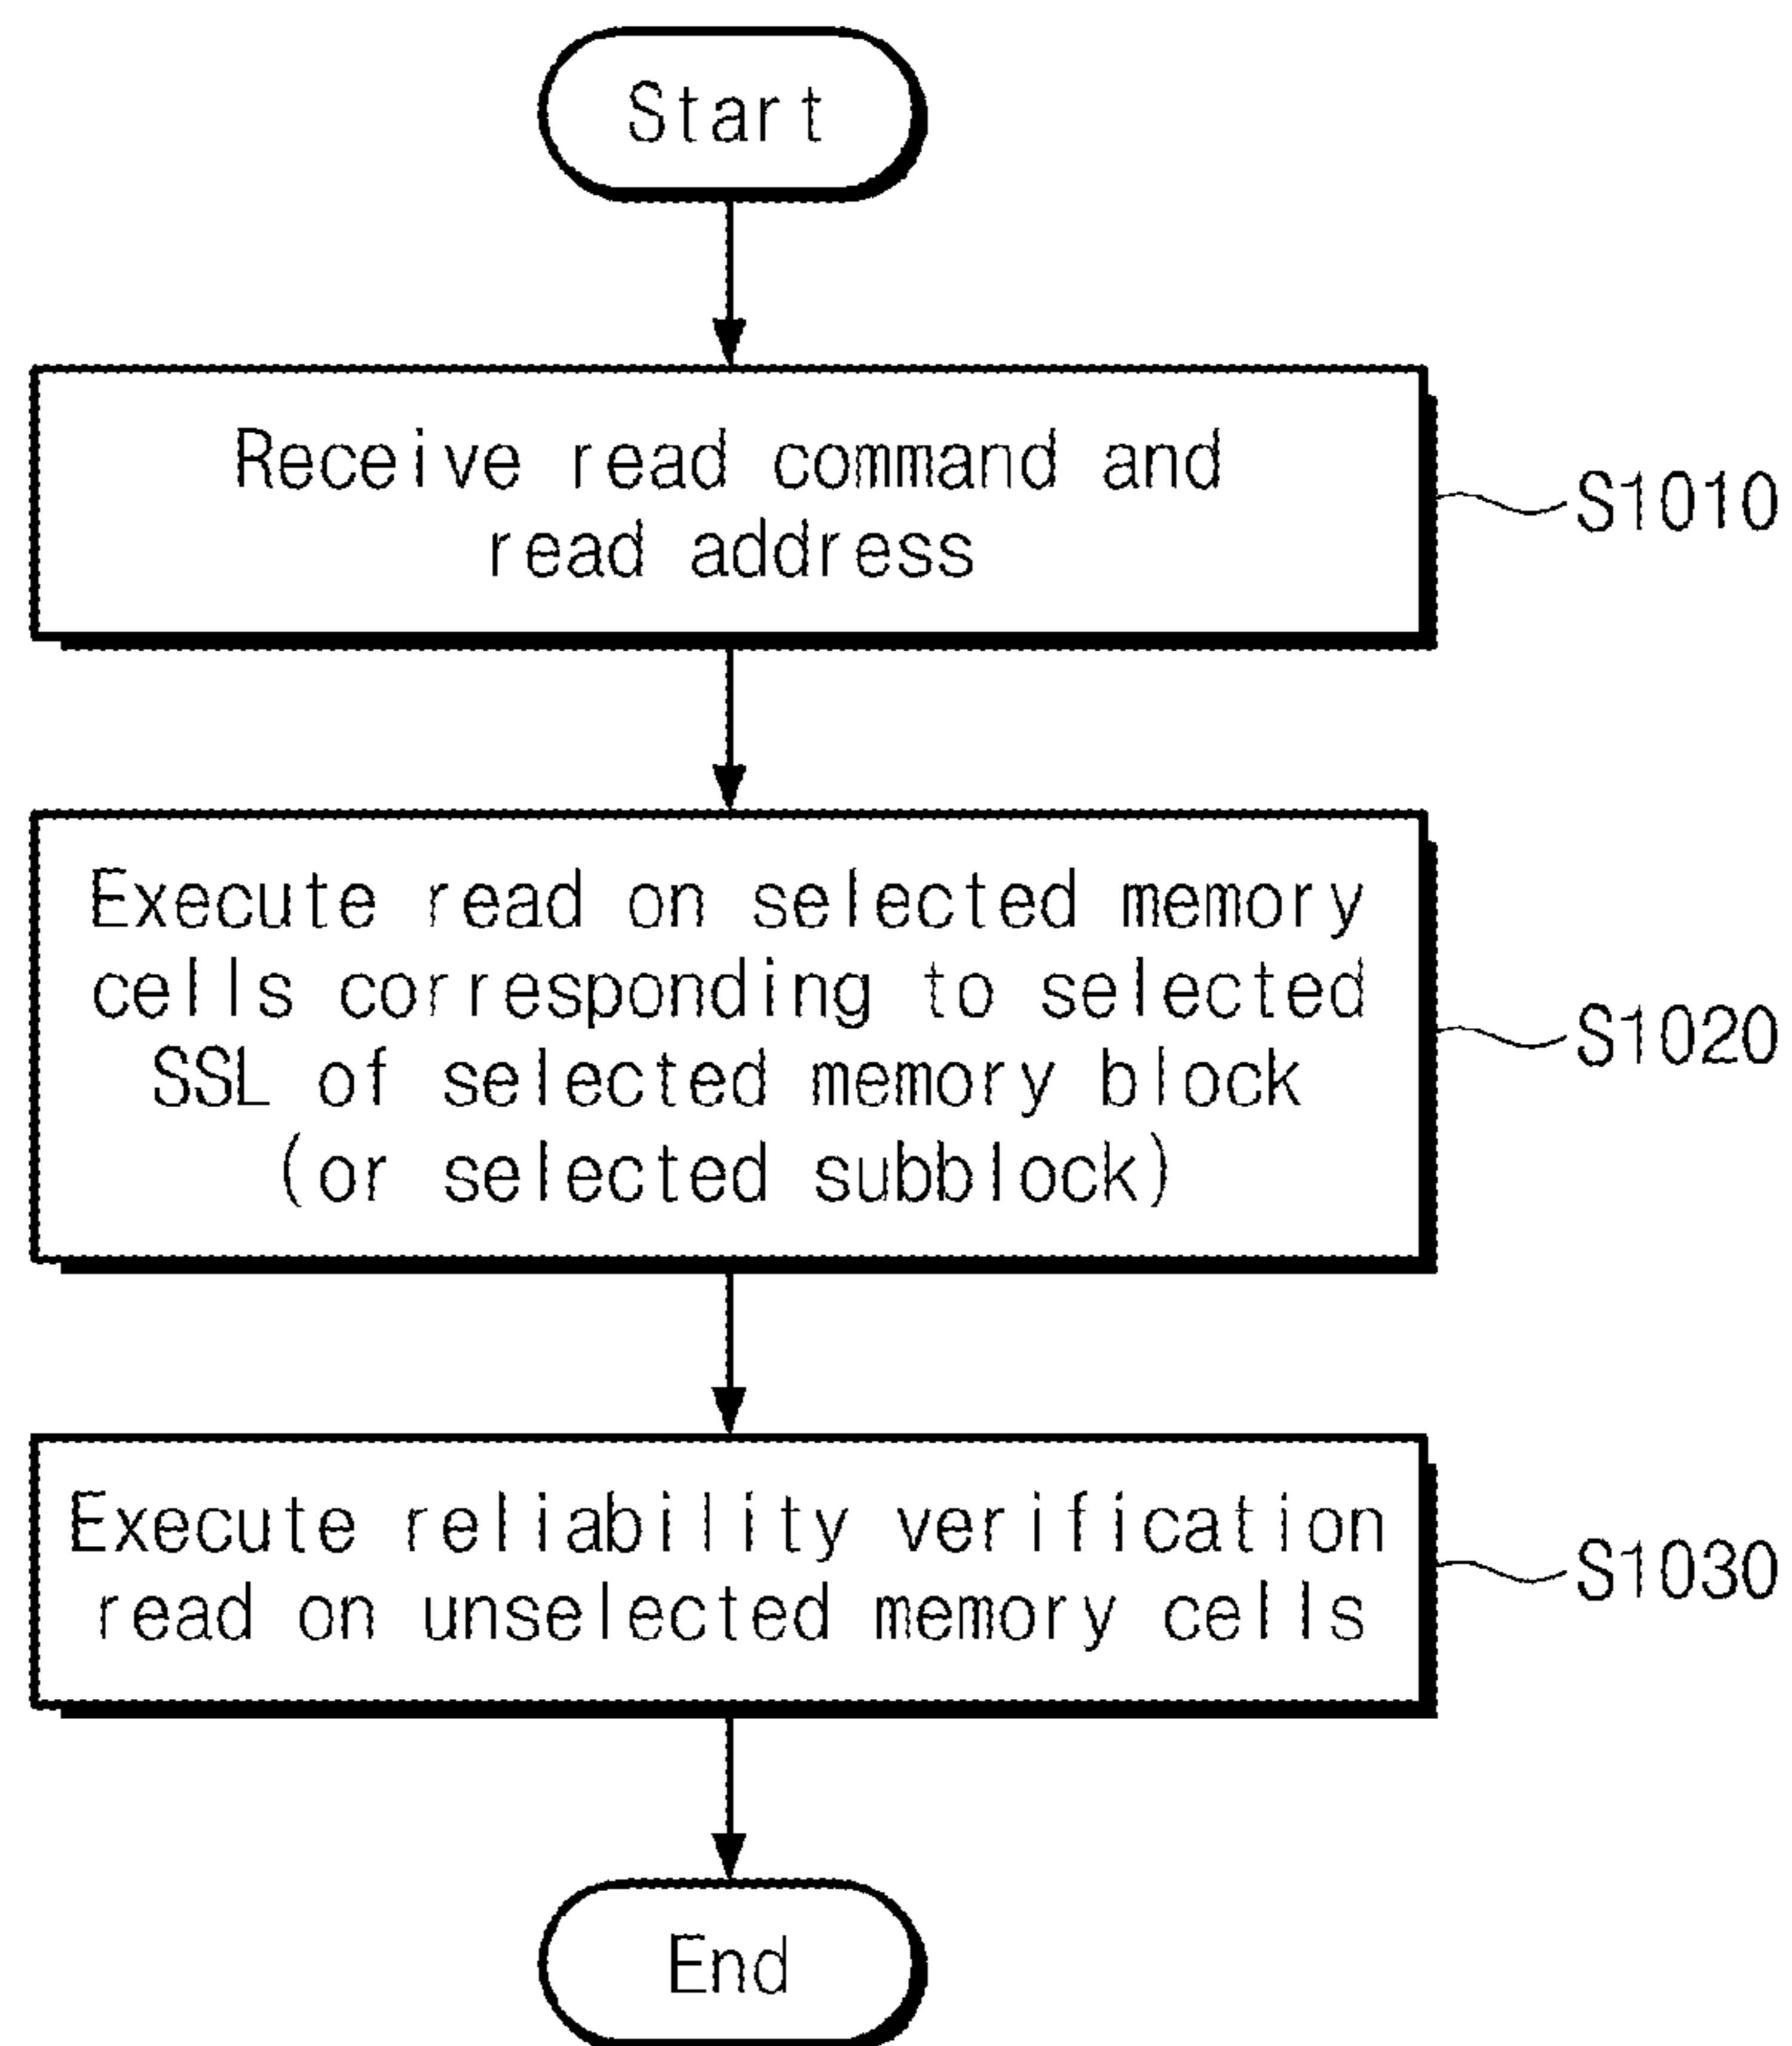 Start
Receive read command and
read address
S1010
Execute read on selected memory
cells corresponding to selected
SSL of selected memory block
(or selected subblock)
S1020
Execute reliability verification
read on unselected memory cells
S1030
End